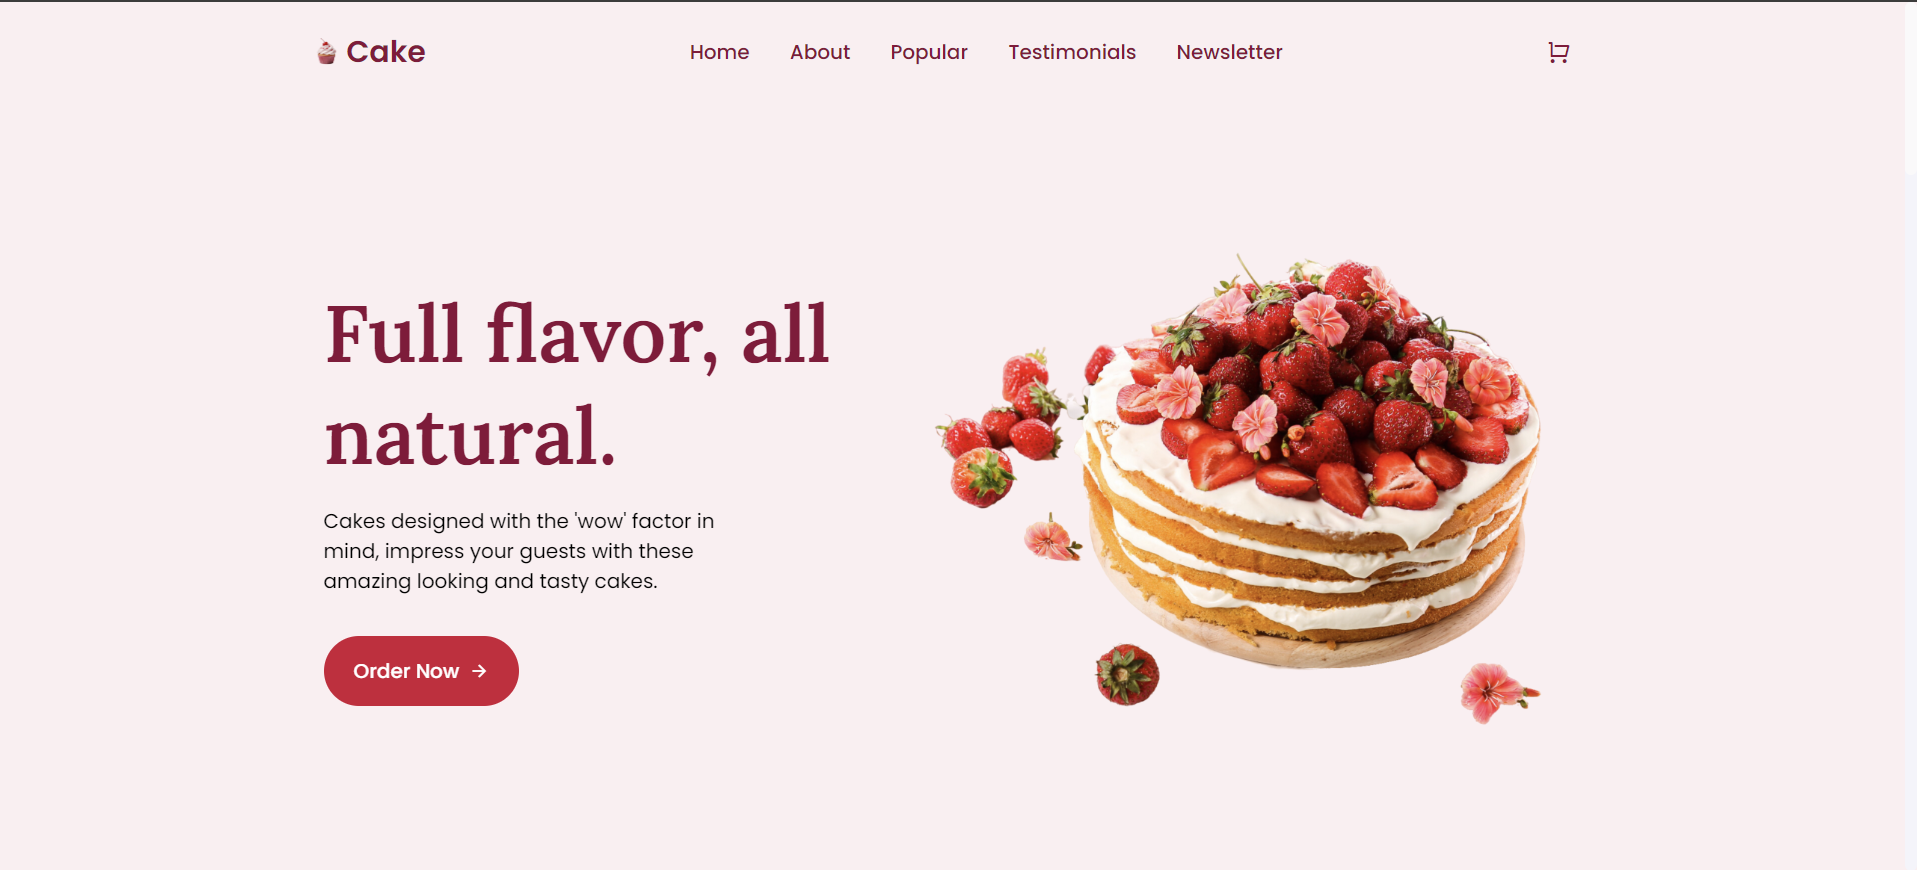 Cake
Home About Popular Testimonials Newsletter
Full flavor, all
natural.
Cakes designed with the 'wow' factor in
mind, impress your guests with these
amazing looking and tasty cakes.
Order Now →